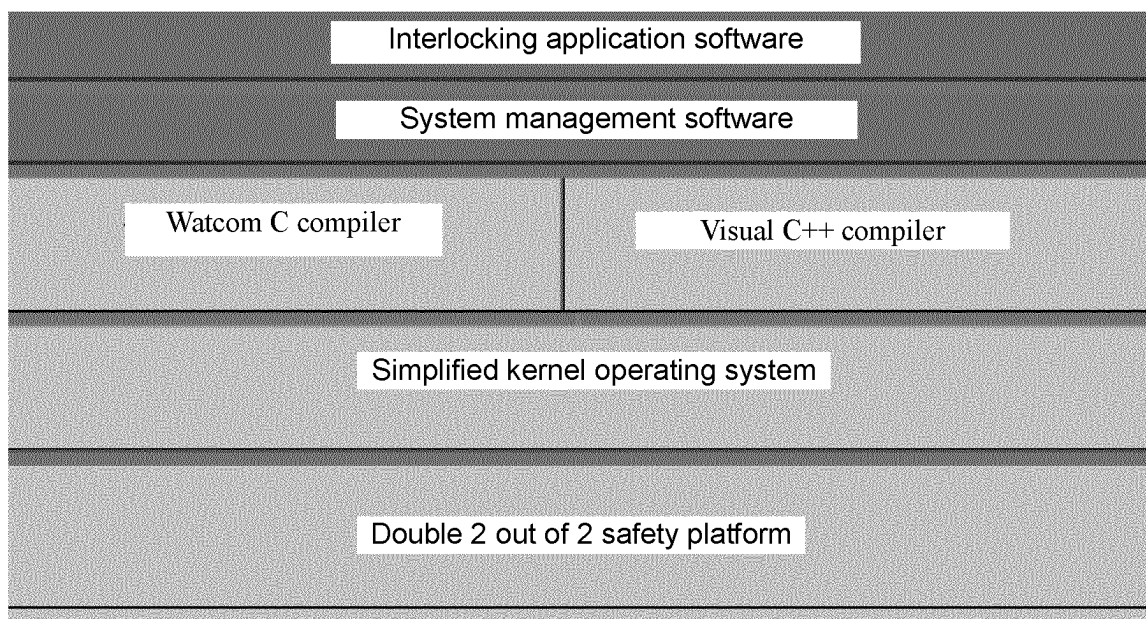 Interlocking application software
System management software
Watcom C compiler
Visual C++ compiler
Simplified kernel operating system
Double 2 out of 2 safety platform